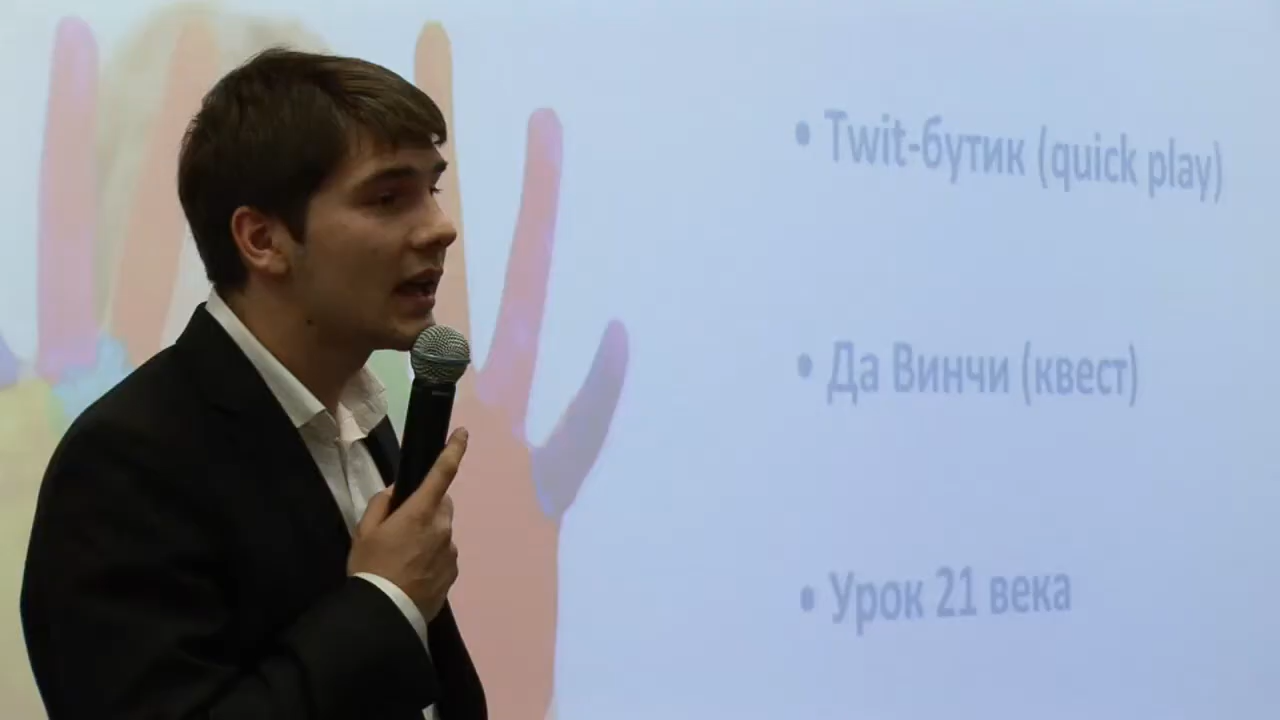 • Twit-бутик (quick play)
• Да Винчи (квест)
• Урок 21 века